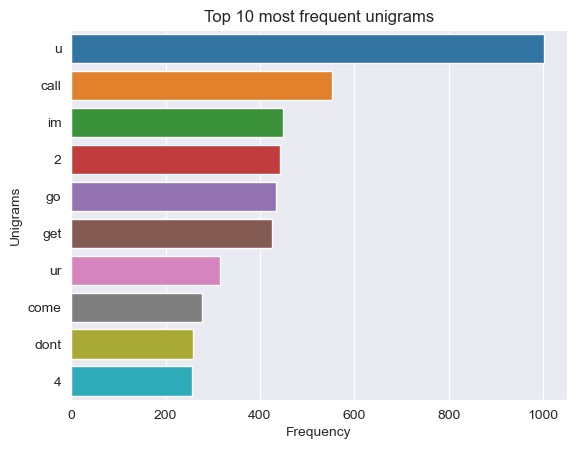 Top 10 most frequent unigrams
Unigrams
u
call
im
2
go
get
ur
come
dont
4
0 200 400 600 800 1000
Frequency